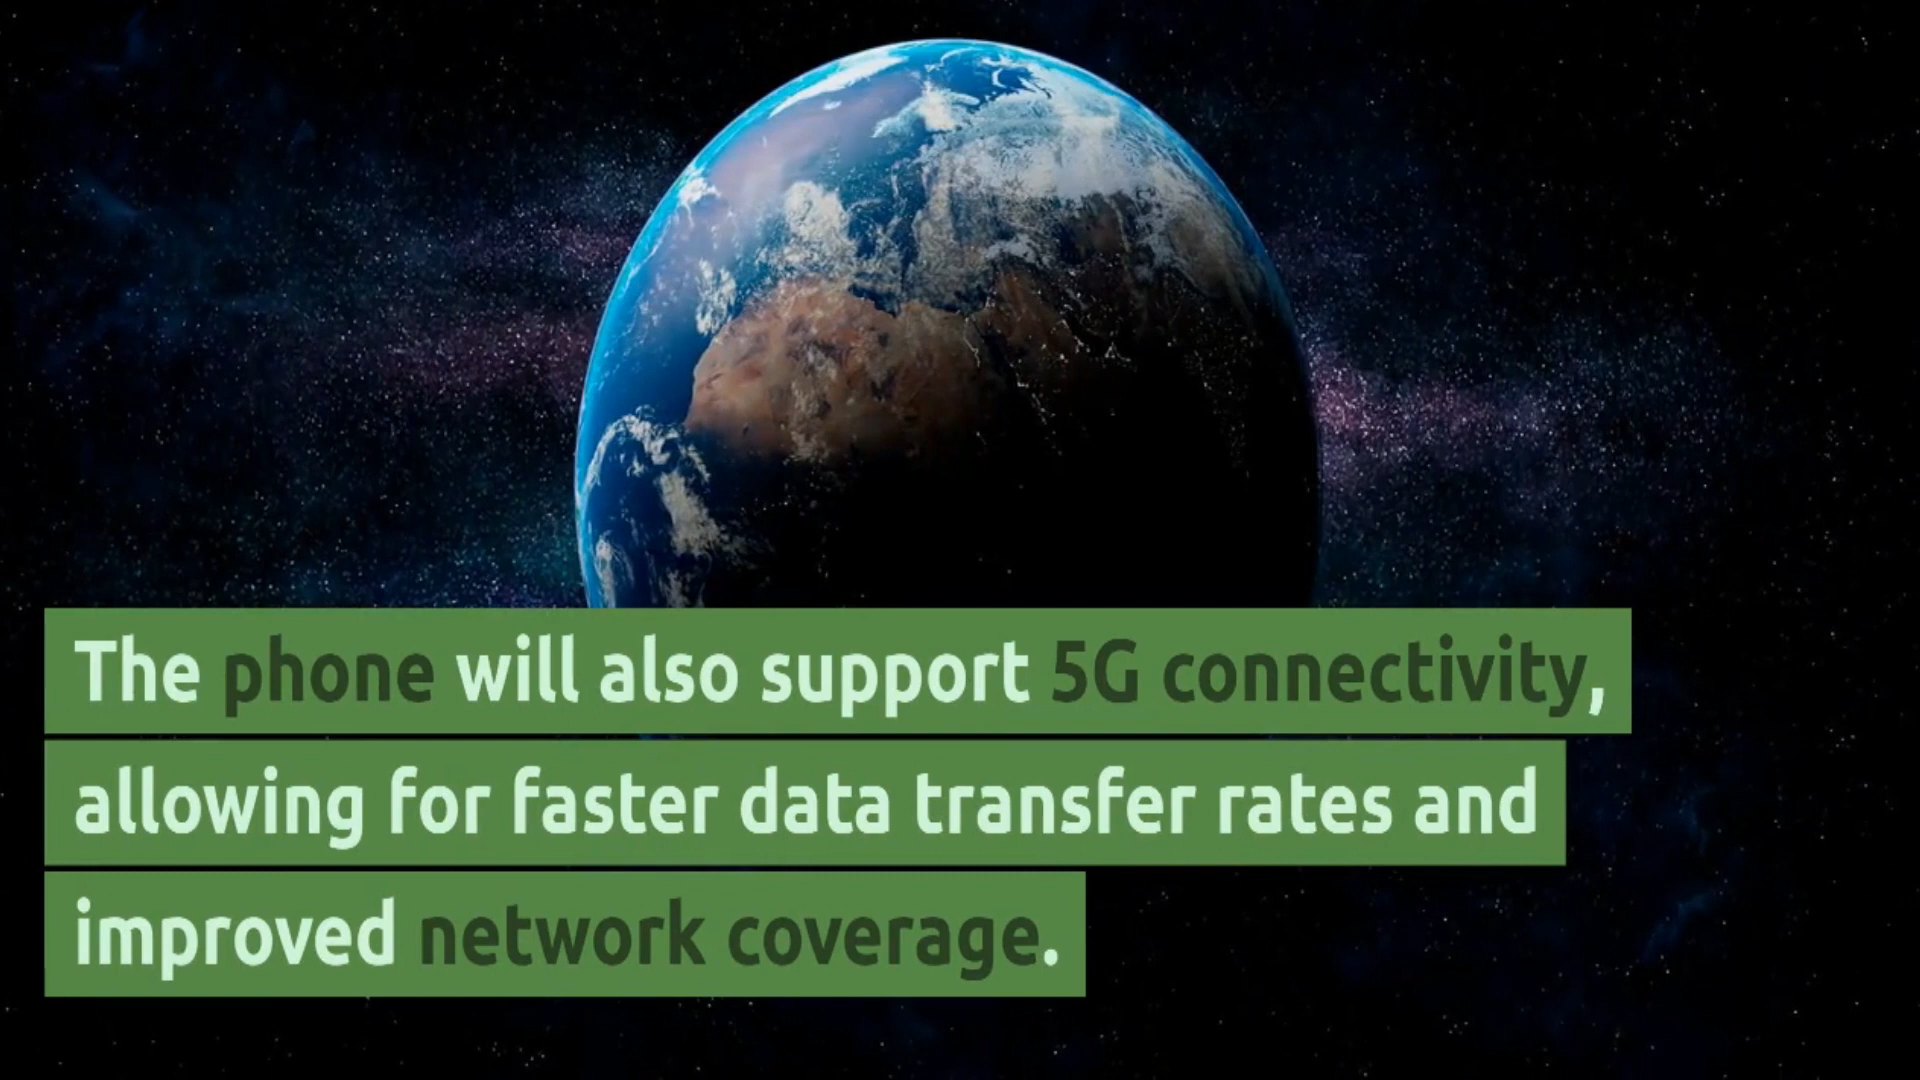 The phone will also support 5G connectivity,
allowing for faster data transfer rates and
improved network coverage.